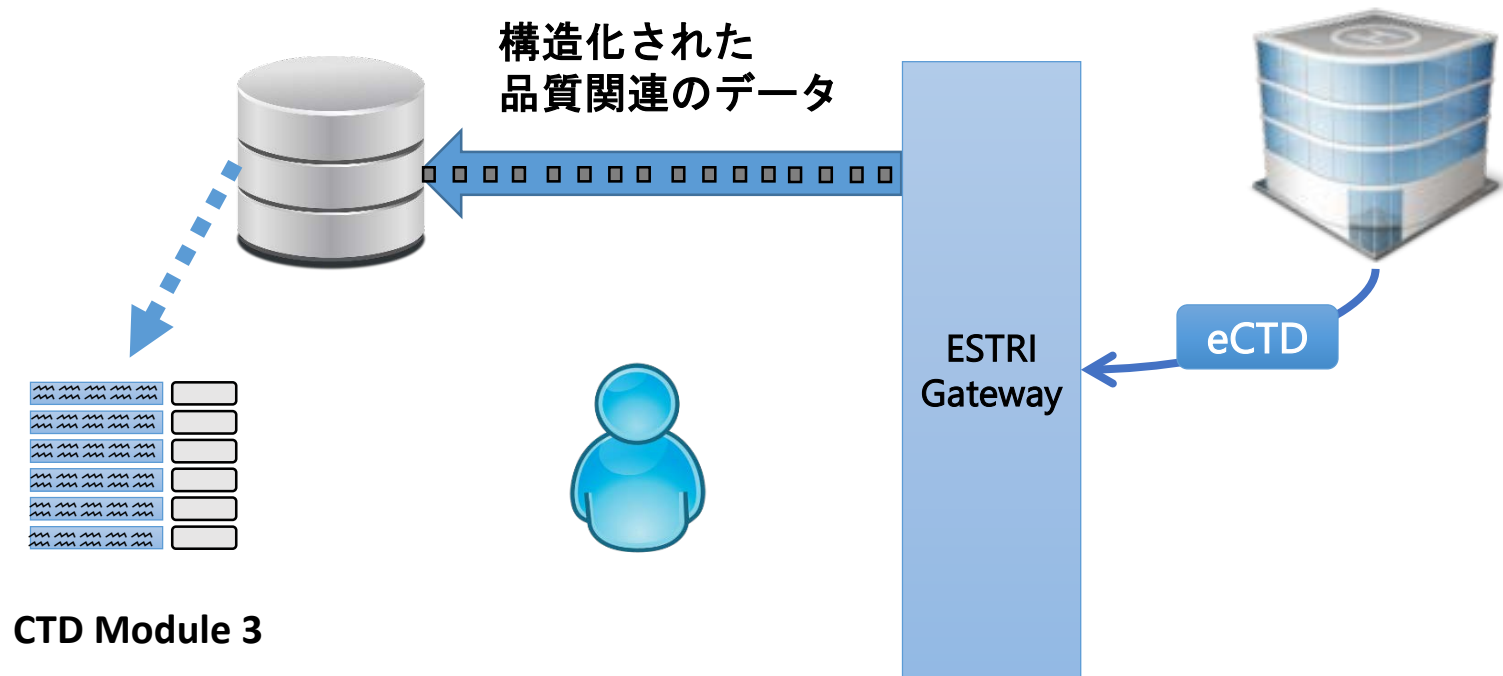 構造化された
品質関連のデータ
eCTD
ESTRI
Gateway
CTD Module 3